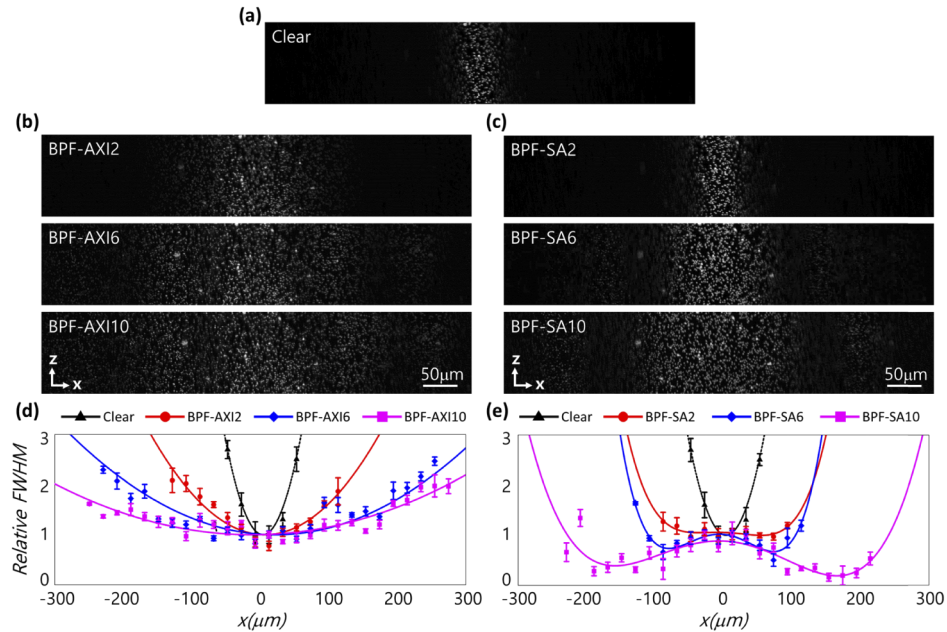 (a)
Clear
(b)
BPF-AXI2
BPF-AXI6
BPF-AXI10
z
x
50μm
(c)
BPF-SA2
BPF-SA6
BPF-SA10
z
x
50μm
(d)
Clear BPF-AXI2 BPF-AXI6 BPF-AXI10
Relative FWHM
3
2
1
0
-300 -200 -100 0 100 200 300
x(μm)
(e)
Clear BPF-SA2 BPF-SA6 BPF-SA10
3
2
1
0
-300 -200 -100 0 100 200 300
x(μm)